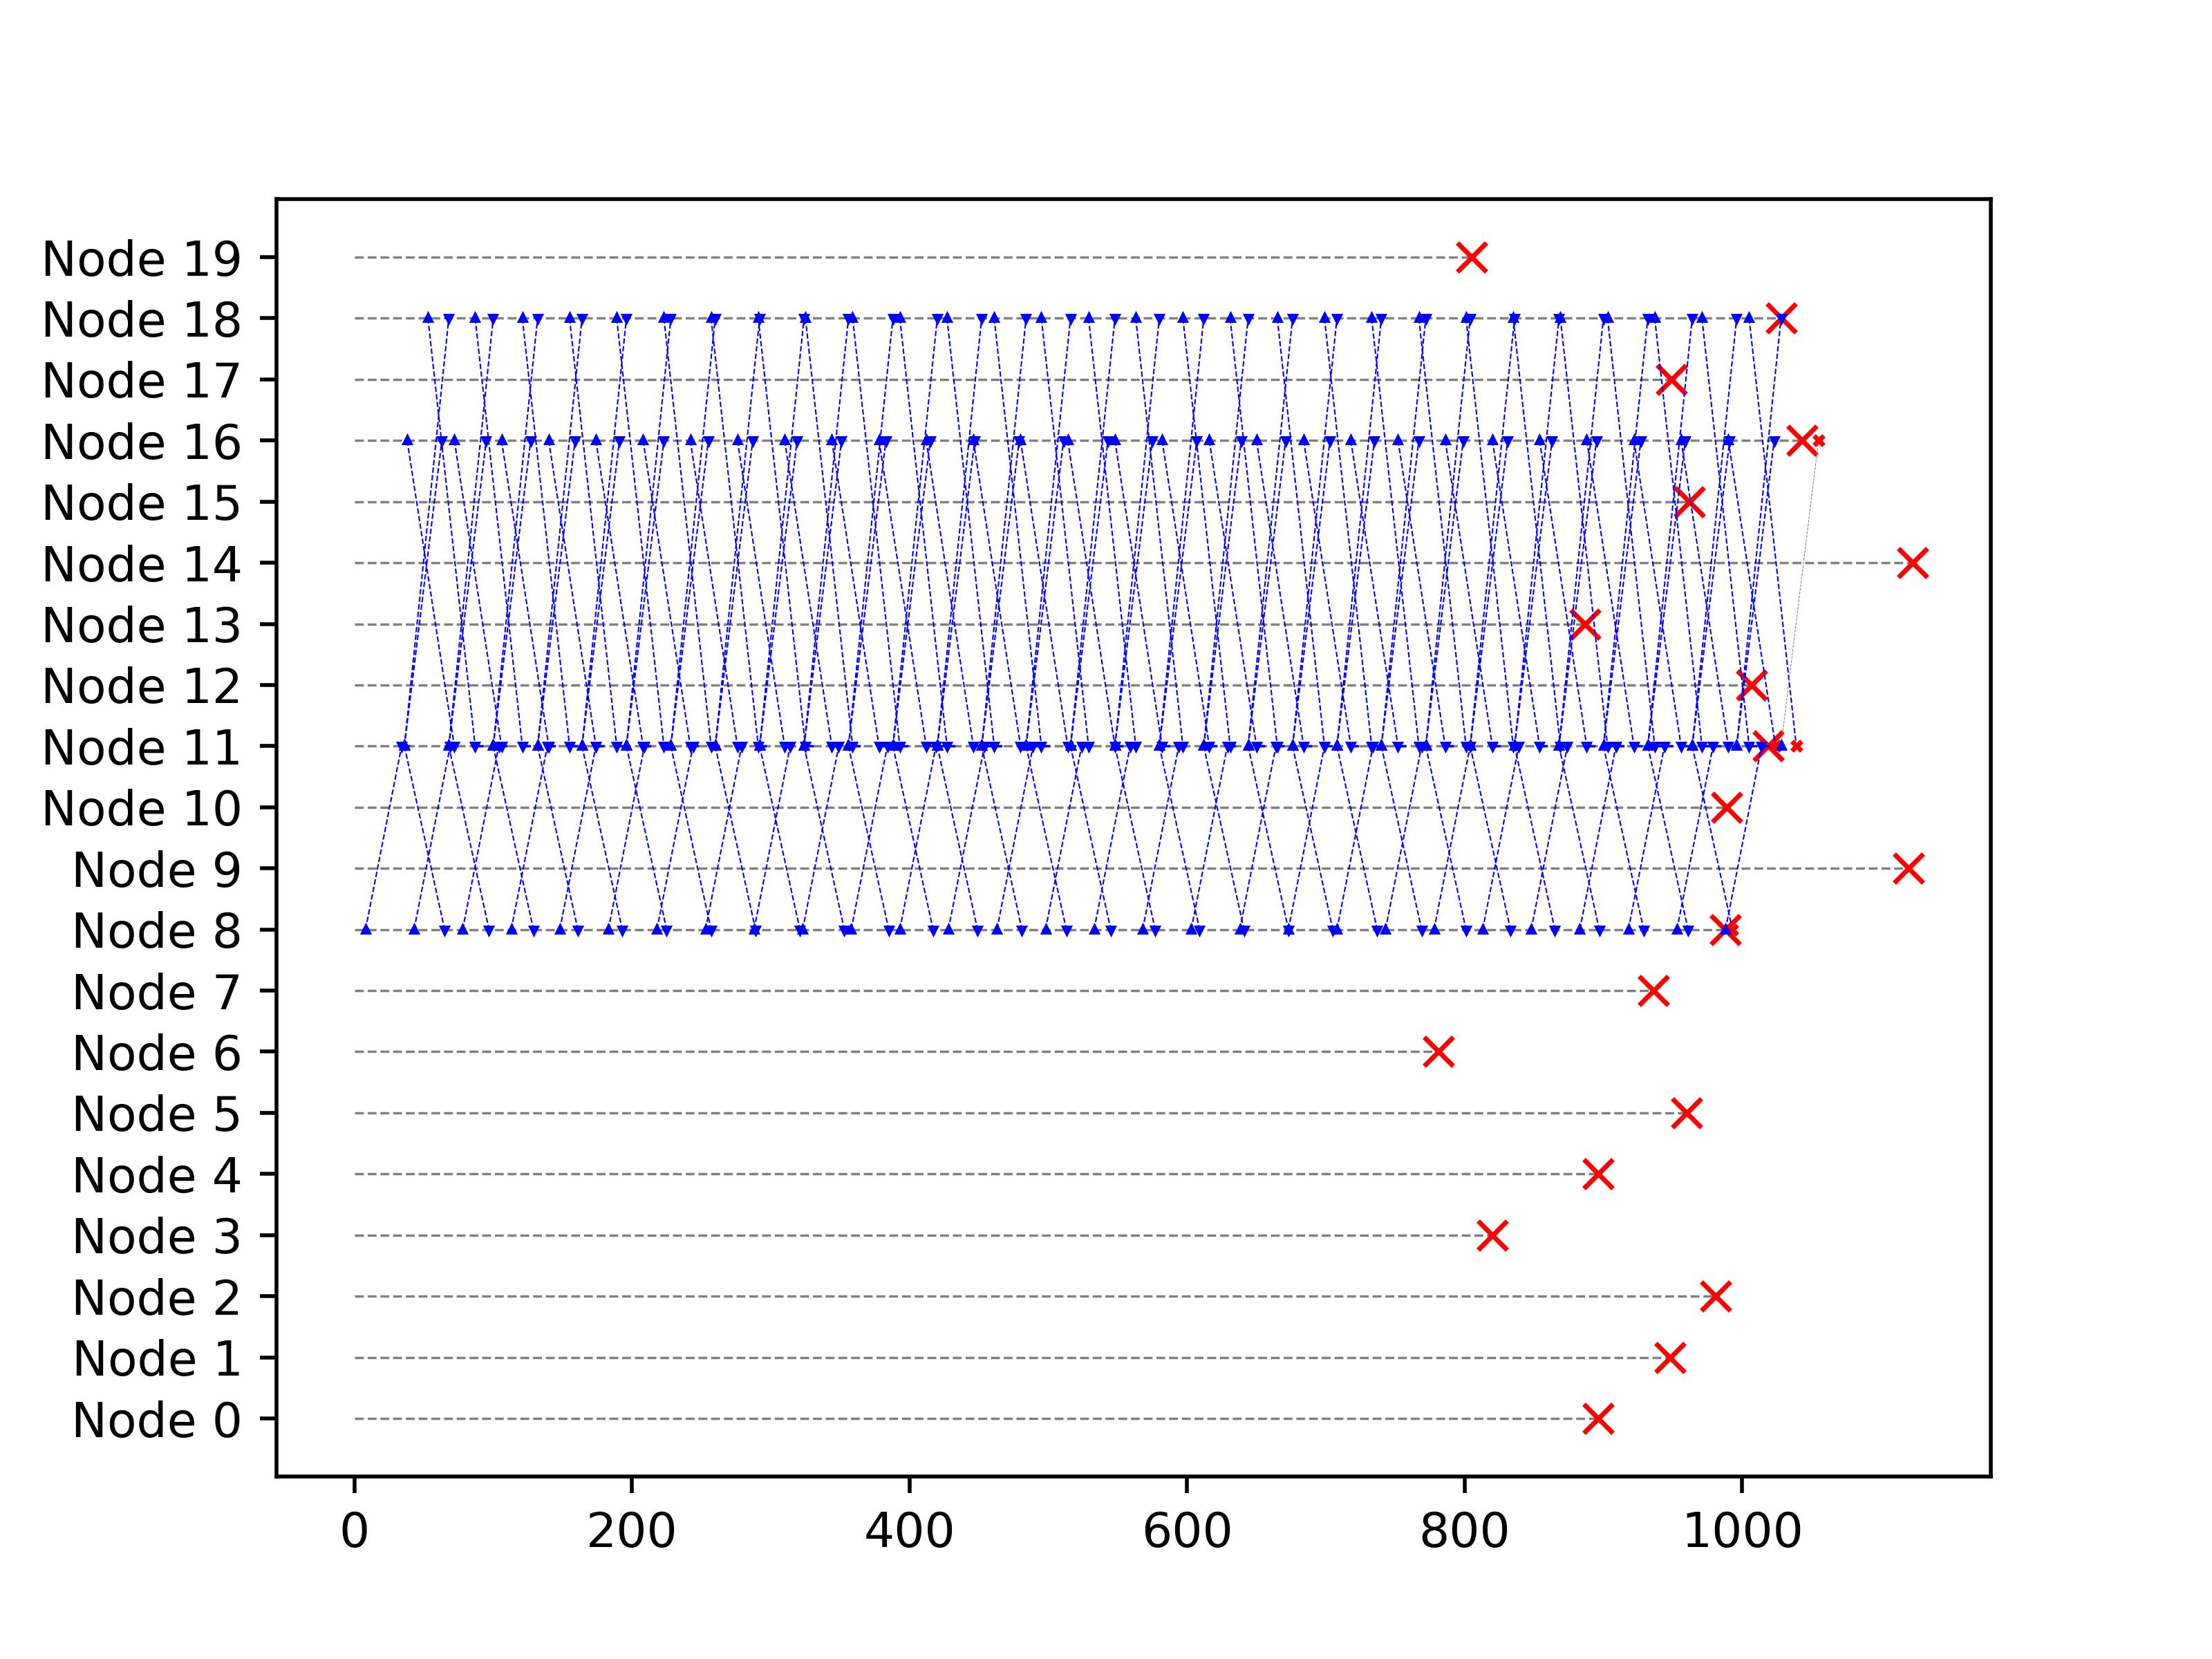 Node 19
Node 18
Node 17
Node 16
Node 15
Node 14
Node 13
Node 12
Node 11
Node 10
Node 9
Node 8
Node 7
Node 6
Node 5
Node 4
Node 3
Node 2
Node 1
Node 0
0 200 400 600 800 1000